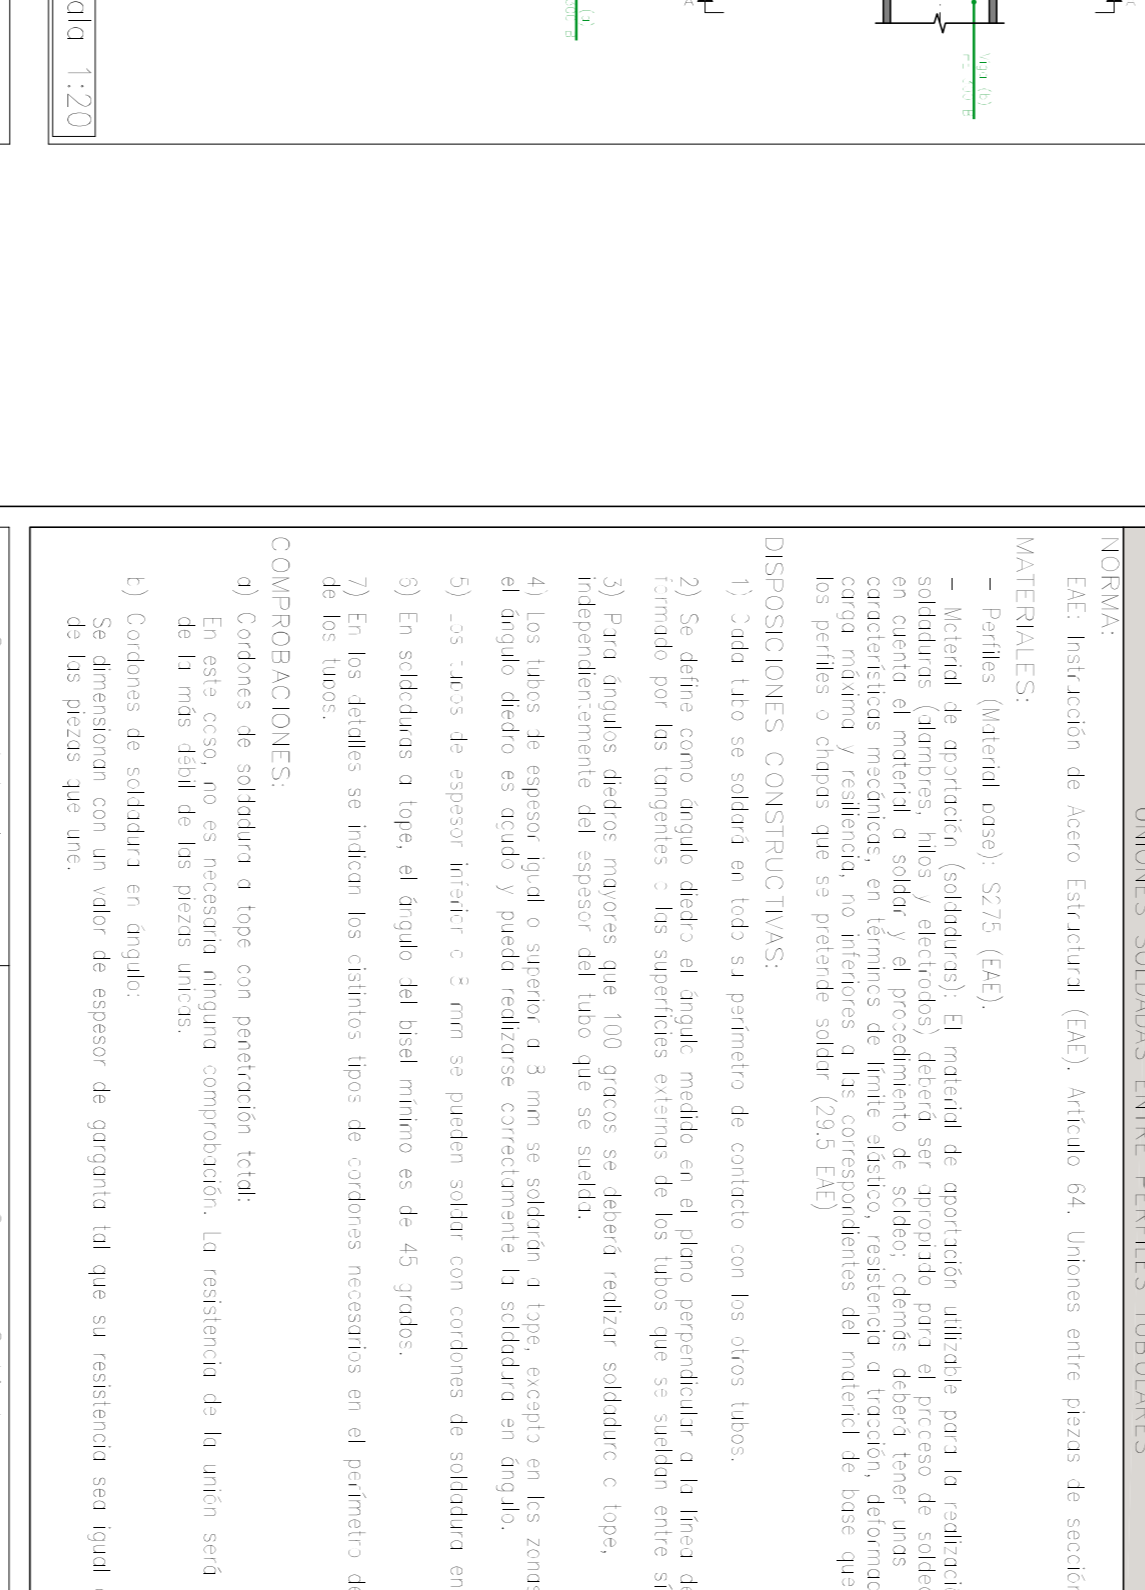 ala 1:20
Viga (b)
UNIONES SOLDADAS ENTRE PERFILES TUBULARES
NORMA:
EAE: Instrucción de Acero Estructural (EAE). Artículo 64. Uniones entre piezas de sección
MATERIALES:
- Perfiles (Material base): S275 (EAE).
- Material de aportación (soldaduras): El material de aportación utilizable para la realizaci
soldaduras (alambres, hilos y electrodos) deberá ser apropiado para el proceso de soldeo
en cuenta el material a soldar y el procedimiento de soldeo; además deberá tener unas
características mecánicas, en términos de límite elástico, resistencia a tracción, deformac
carga máxima y resiliencia, no inferiores a las correspondientes del material de base que
los perfiles o chapas que se pretende soldar (29.5 EAE)
DISPOSICIONES CONSTRUCTIVAS:
1) Cada tubo se soldará en todo su perímetro de contacto con los otros tubos.
2) Se define como ángulo diedro el ángulo medido en el plano perpendicular a la línea de
formado por las tangentes a las superficies externas de los tubos que se sueldan entre sí
3) Para ángulos diedros mayores que 100 grados se deberá realizar soldadura a tope,
independientemente del espesor del tubo que se suelda.
4) Los tubos de espesor igual o superior a 8 mm se soldarán a tope, excepto en las zonas
el ángulo diedro es agudo y pueda realizarse correctamente la soldadura en ángulo.
5) Los tubos de espesor inferior a 8 mm se pueden soldar con cordones de soldadura en
6) En soldaduras a tope, el ángulo del bisel mínimo es de 45 grados.
7) En los detalles se indican los distintos tipos de cordones necesarios en el perímetro de
de los tubos.
COMPROBACIONES:
a) Cordones de soldadura a tope con penetración total:
En este caso, no es necesaria ninguna comprobación. La resistencia de la unión será
de la más débil de las piezas unidas.
b) Cordones de soldadura en ángulo:
Se dimensionan con un valor de espesor de garganta tal que su resistencia sea igual
de las piezas que une.